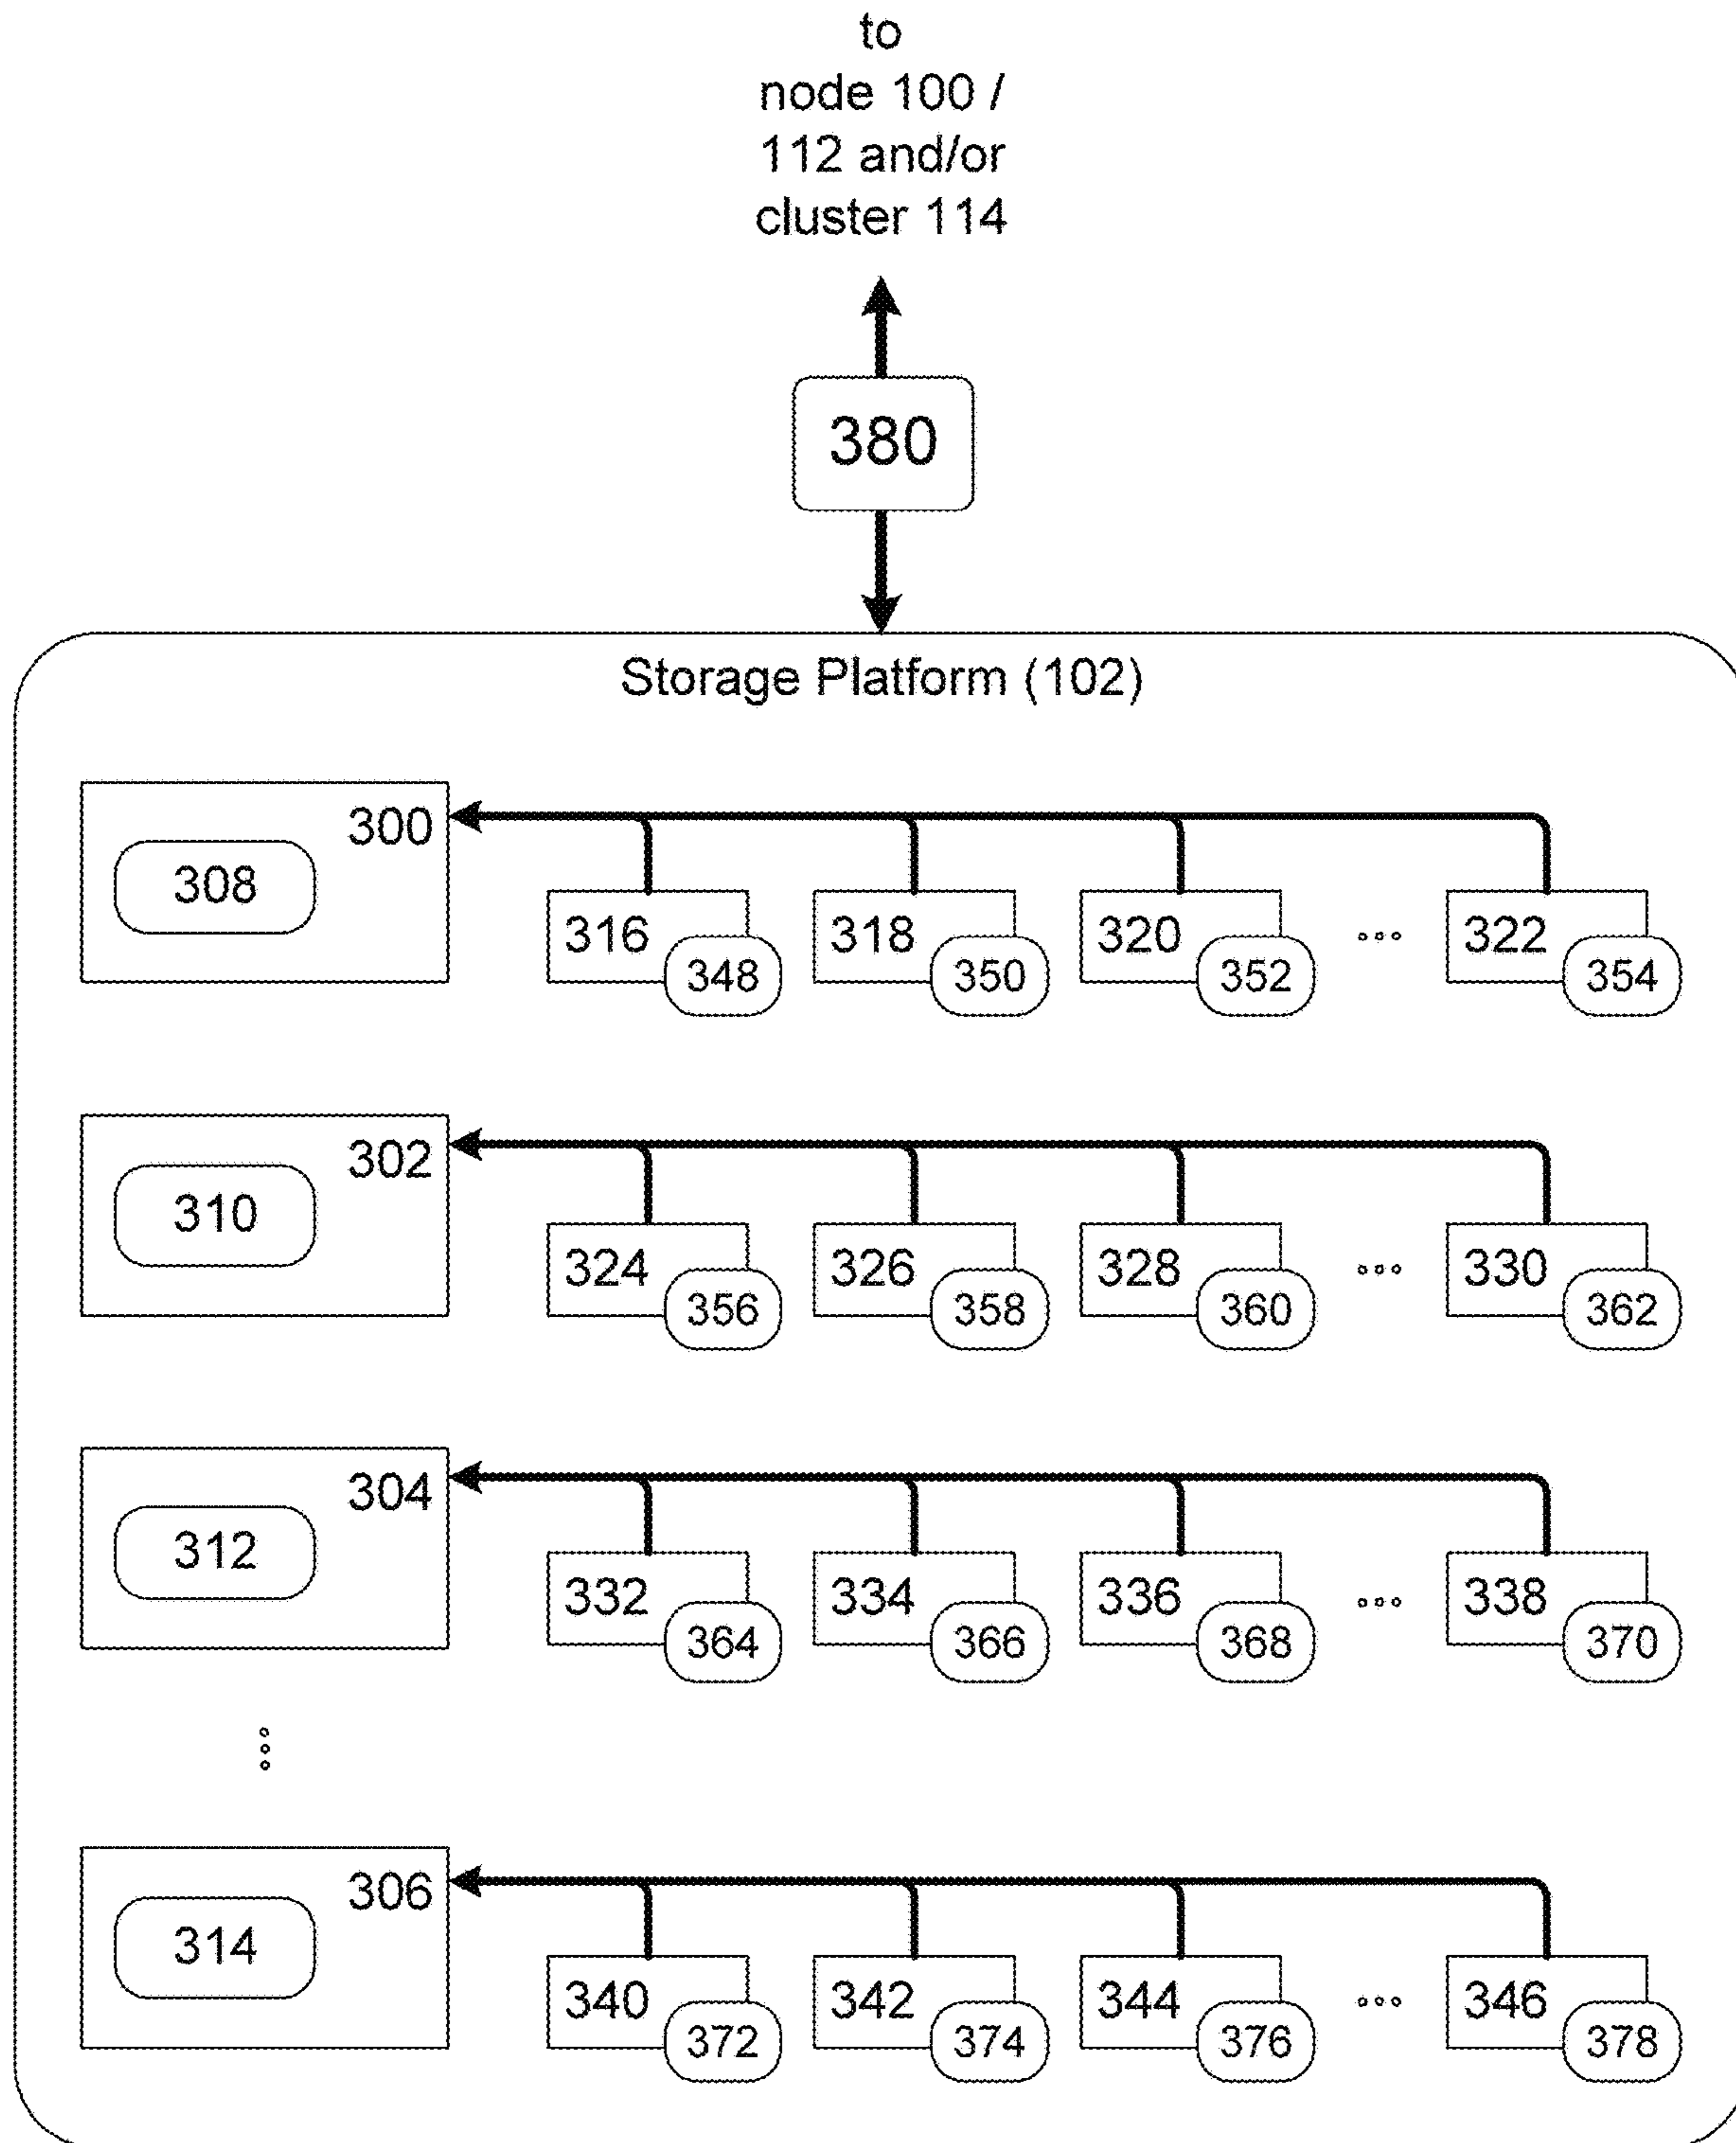 to
node 100 /
112 and/or
cluster 114
380
Storage Platform (102)
300
308
316 318 320 ... 322
348 350 352 354
302
310
324 326 328 ... 330
356 358 360 362
304
312
332 334 336 ... 338
364 366 368 370
...
306
314
340 342 344 ... 346
372 374 376 378